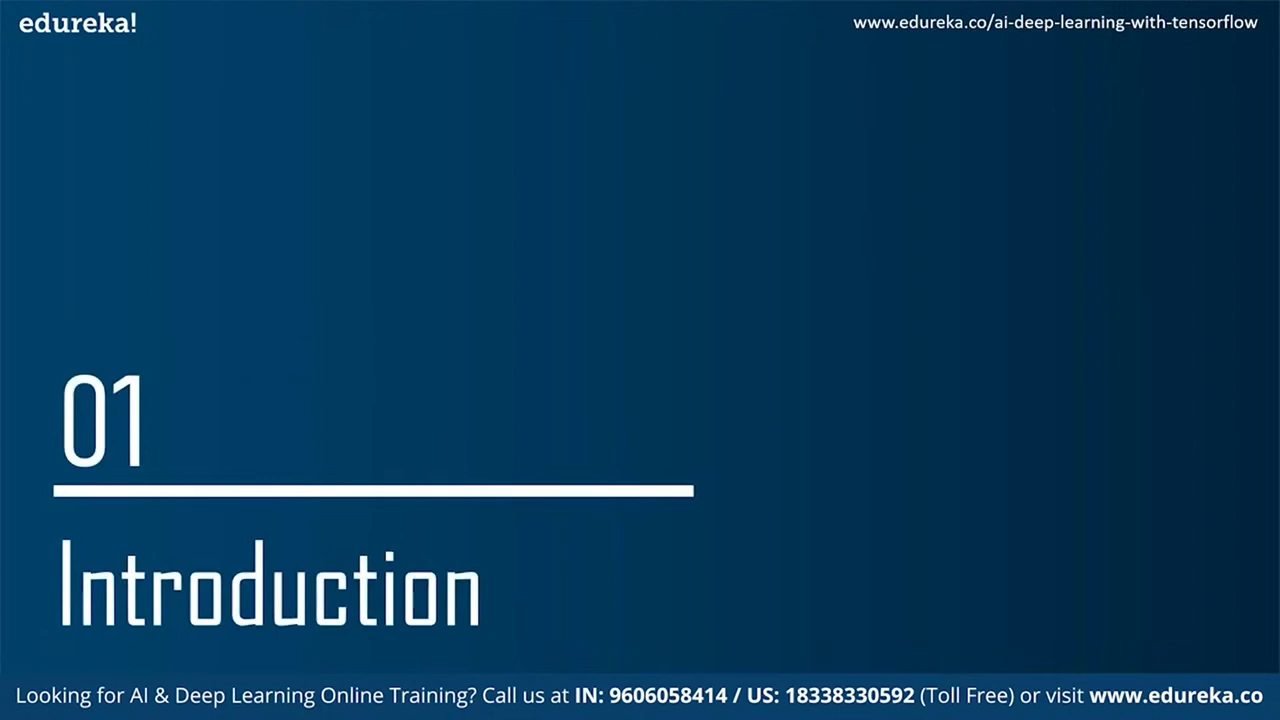 edureka!
www.edureka.co/ai-deep-learning-with-tensorflow
01
Introduction
Looking for AI & Deep Learning Online Training? Call us at IN: 9606058414 / US: 18338330592 (Toll Free) or visit www.edureka.co